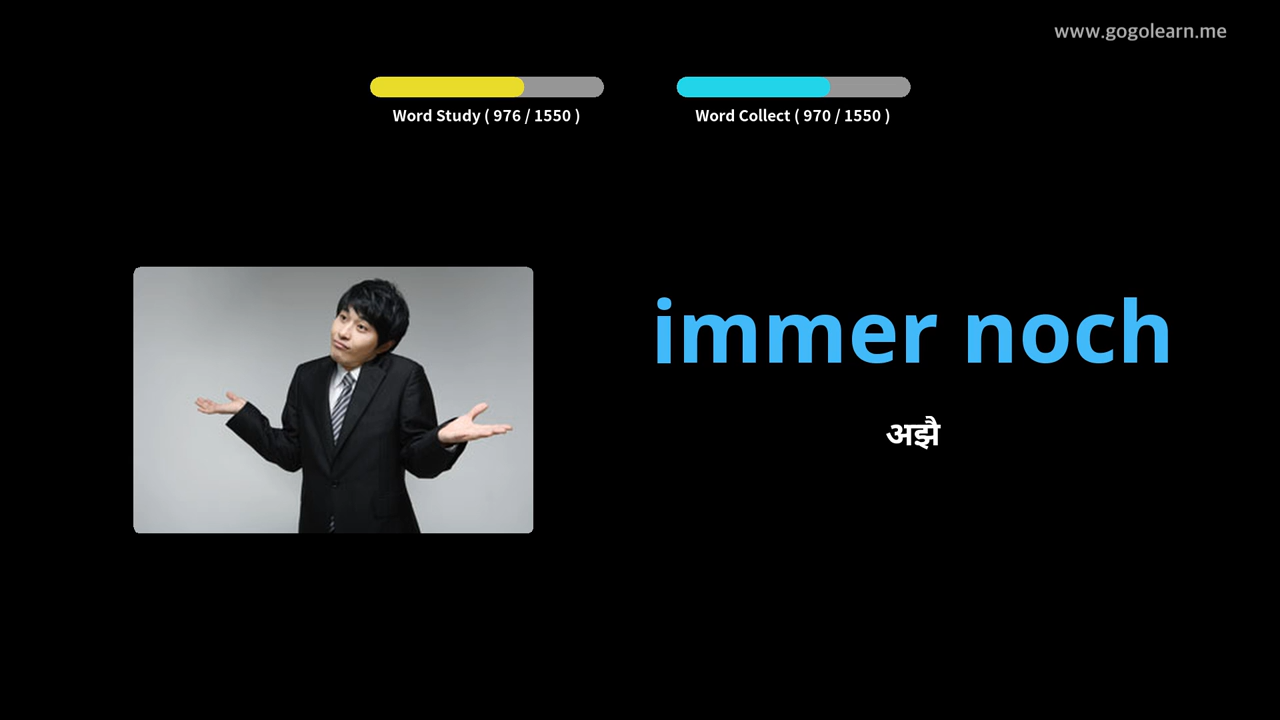 www.gogolearn.me
Word Study ( 976 / 1550 )
Word Collect ( 970 / 1550 )
immer noch
अझै